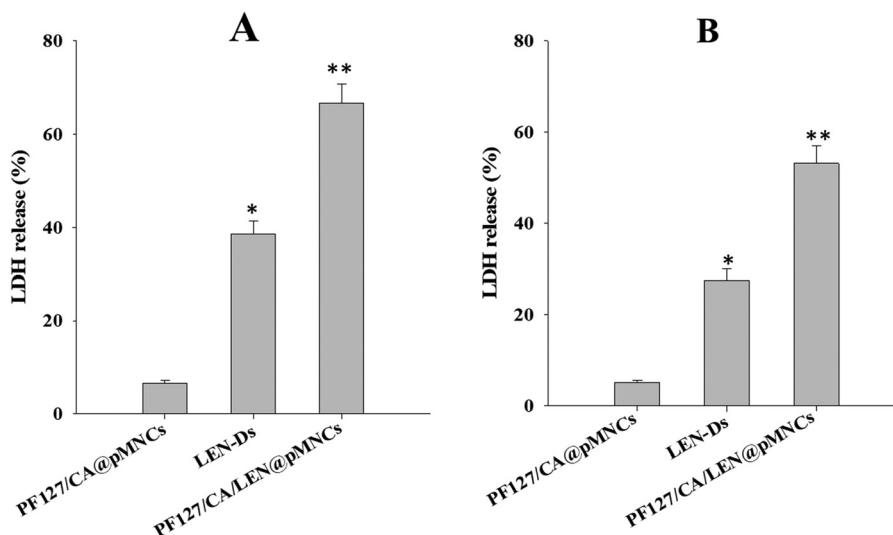 A
LDH release (%)
80
60
40
20
0
*
**
PF127/CA@pMNCs
LEN-Ds
PF127/CA/LEN@pMNCs
B
LDH release (%)
80
60
40
20
0
*
**
PF127/CA@pMNCs
LEN-Ds
PF127/CA/LEN@pMNCs